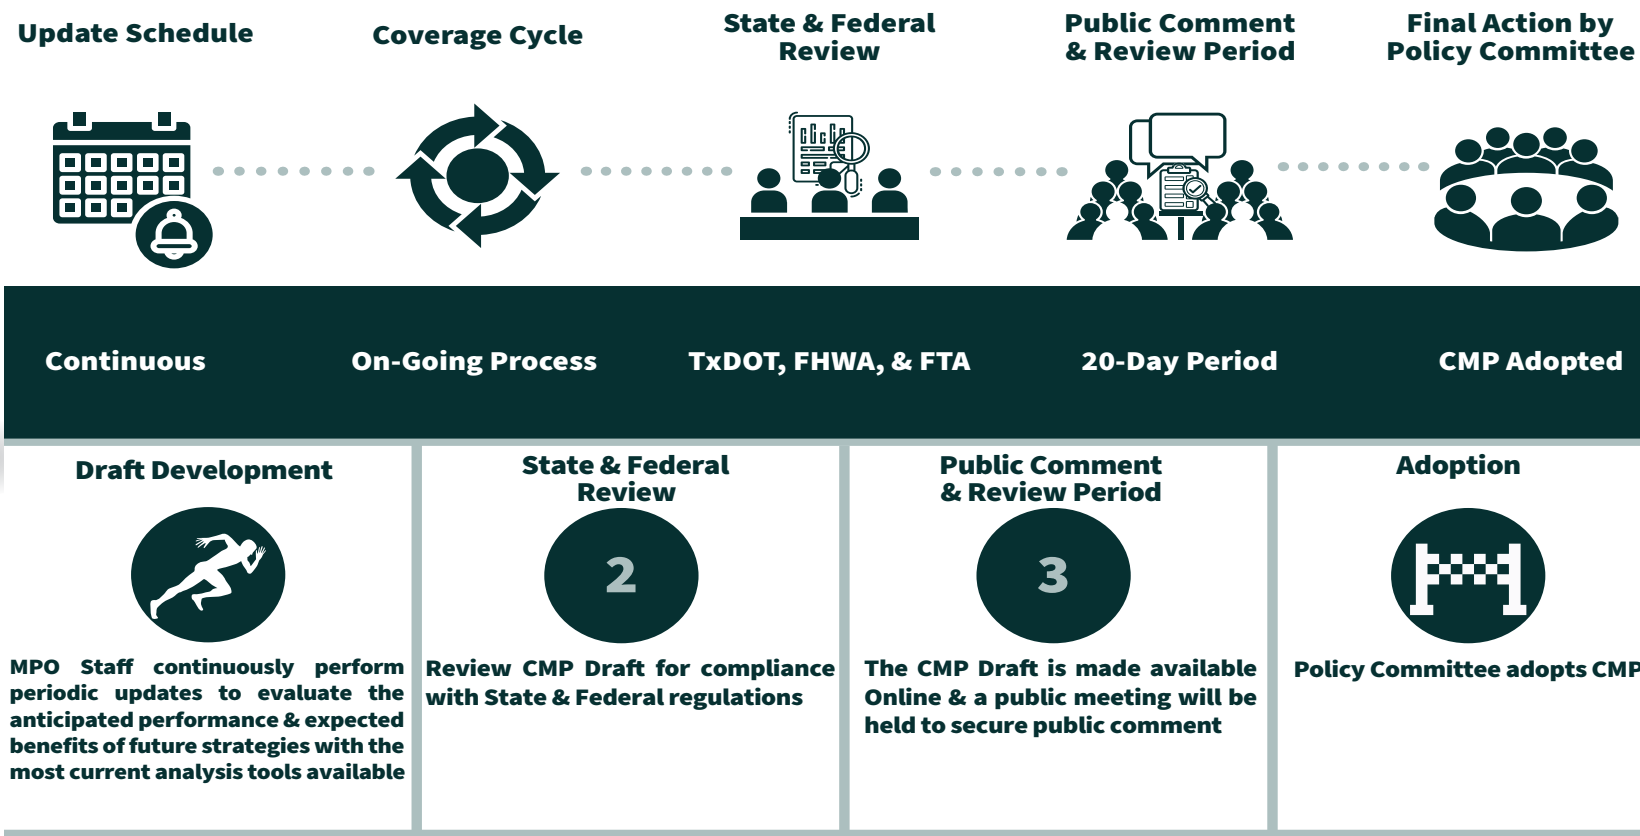 Update Schedule
Coverage Cycle
State & Federal
Review
Public Comment
& Review Period
Final Action by
Policy Committee
Continuous
On-Going Process
TxDOT, FHWA, & FTA
20-Day Period
CMP Adopted
Draft Development
MPO Staff continuously perform
periodic updates to evaluate the
anticipated performance & expected
benefits of future strategies with the
most current analysis tools available
State & Federal
Review
2
Review CMP Draft for compliance
with State & Federal regulations
Public Comment
& Review Period
3
The CMP Draft is made available
Online & a public meeting will be
held to secure public comment
Adoption
Policy Committee adopts CMP